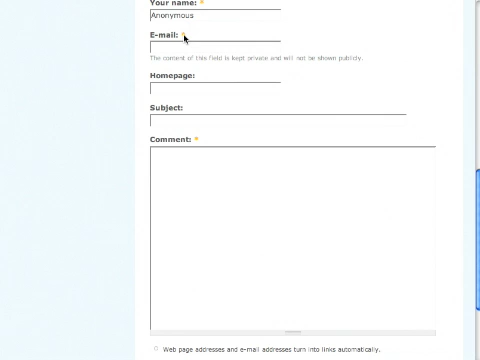 Your name: *
Anonymous
E-mail: *
The content of this field is kept private and will not be shown publicly.
Homepage:
Subject:
Comment: *
Web page addresses and e-mail addresses turn into links automatically.